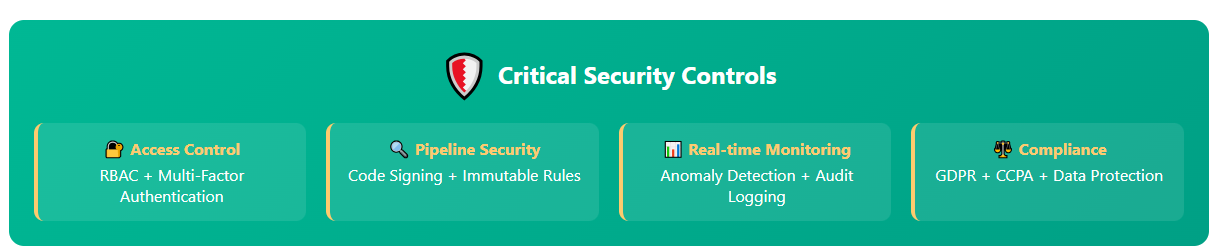 Critical Security Controls
Access Control
RBAC + Multi-Factor
Authentication
Pipeline Security
Code Signing + Immutable Rules
Real-time Monitoring
Anomaly Detection + Audit
Logging
Compliance
GDPR + CCPA + Data Protection